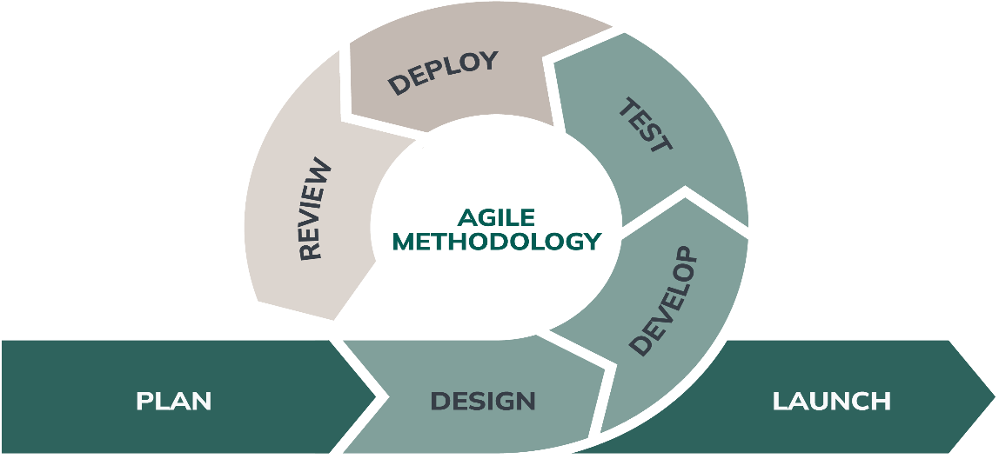 DEPLOY
TEST
REVIEW
AGILE
METHODOLOGY
DEVELOP
PLAN
DESIGN
LAUNCH